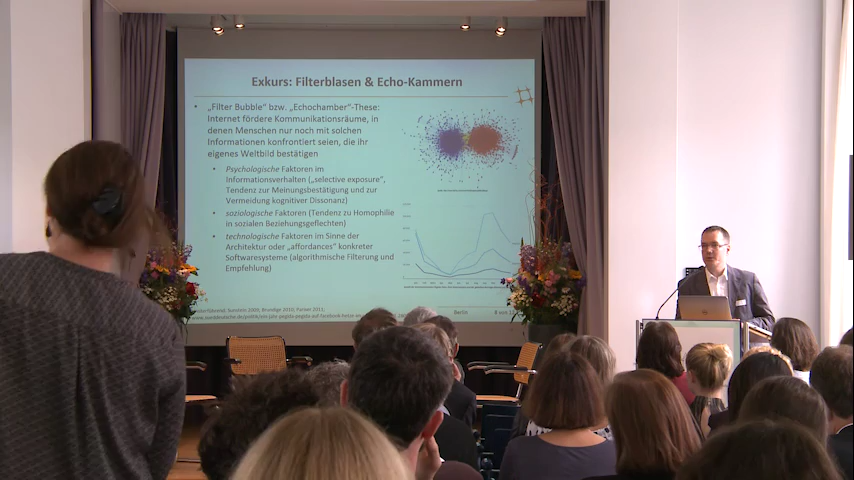 Exkurs: Filterblasen & Echo-Kammern
• „Filter Bubble“ bzw. „Echochamber“-These:
Internet fördere Kommunikationsräume, in
denen Menschen nur noch mit solchen
Informationen konfrontiert seien, die ihr
eigenes Weltbild bestätigen
• Psychologische Faktoren im
Informationsverhalten („selective exposure“,
Tendenz zur Meinungsbestätigung und zur
Vermeidung kognitiver Dissonanz)
• soziologische Faktoren (Tendenz zu Homophilie
in sozialen Beziehungsgeflechten)
• technologische Faktoren im Sinne der
Architektur oder „affordances“ konkreter
Softwaresysteme (algorithmische Filterung und
Empfehlung)
Berlin
8 von